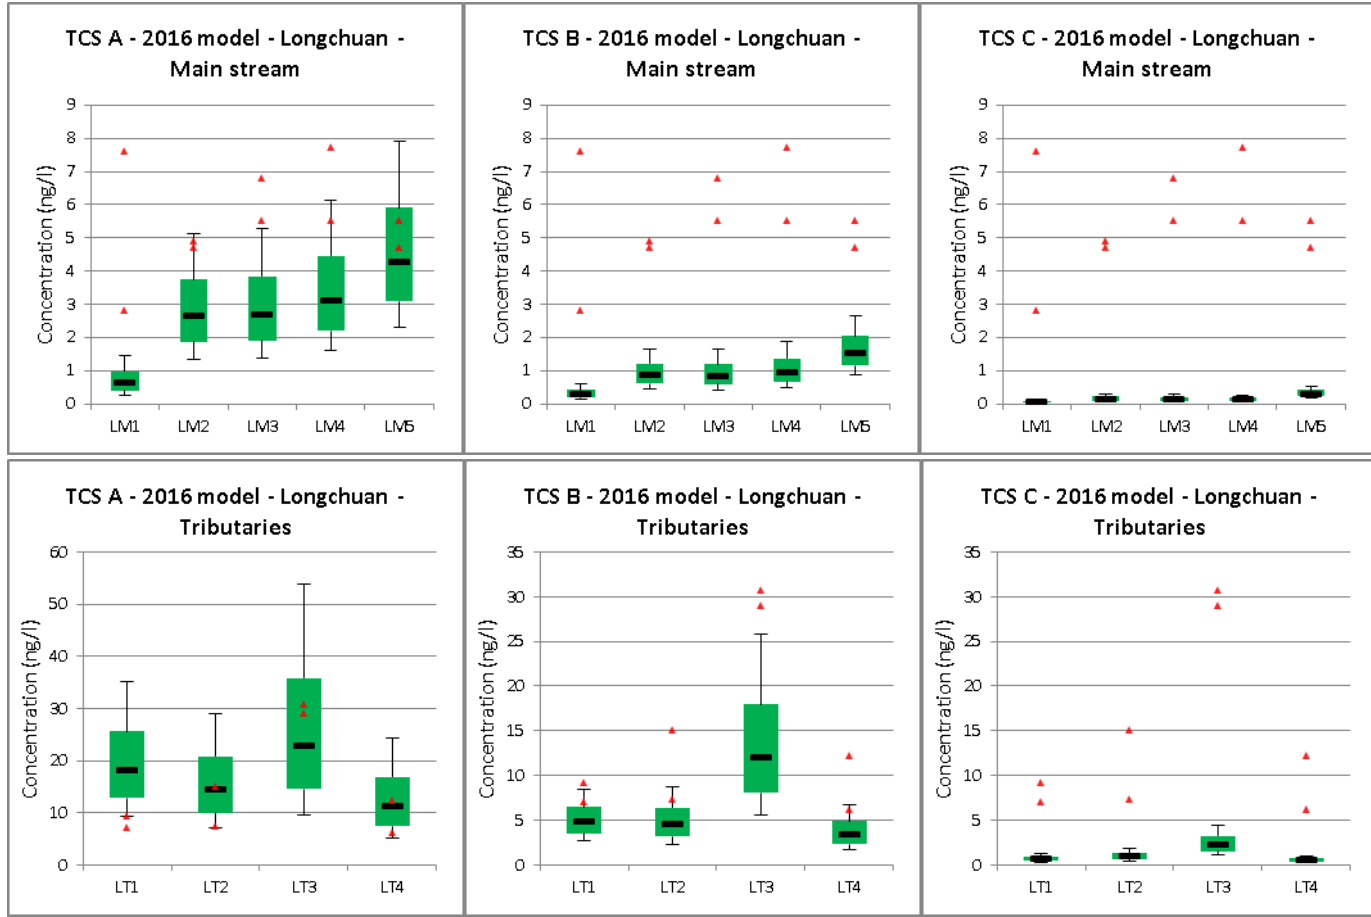 TCS A - 2016 model - Longchuan -
Main stream
Concentration (ng/l)
9
8
7
6
5
4
3
2
1
0
LM1 LM2 LM3 LM4 LM5
TCS B - 2016 model - Longchuan -
Main stream
Concentration (ng/l)
9
8
7
6
5
4
3
2
1
0
LM1 LM2 LM3 LM4 LM5
TCS C - 2016 model - Longchuan -
Main stream
Concentration (ng/l)
9
8
7
6
5
4
3
2
1
0
LM1 LM2 LM3 LM4 LM5
TCS A - 2016 model - Longchuan -
Tributaries
Concentration (ng/l)
60
50
40
30
20
10
0
LT1 LT2 LT3 LT4
TCS B - 2016 model - Longchuan -
Tributaries
Concentration (ng/l)
35
30
25
20
15
10
5
0
LT1 LT2 LT3 LT4
TCS C - 2016 model - Longchuan -
Tributaries
Concentration (ng/l)
35
30
25
20
15
10
5
0
LT1 LT2 LT3 LT4